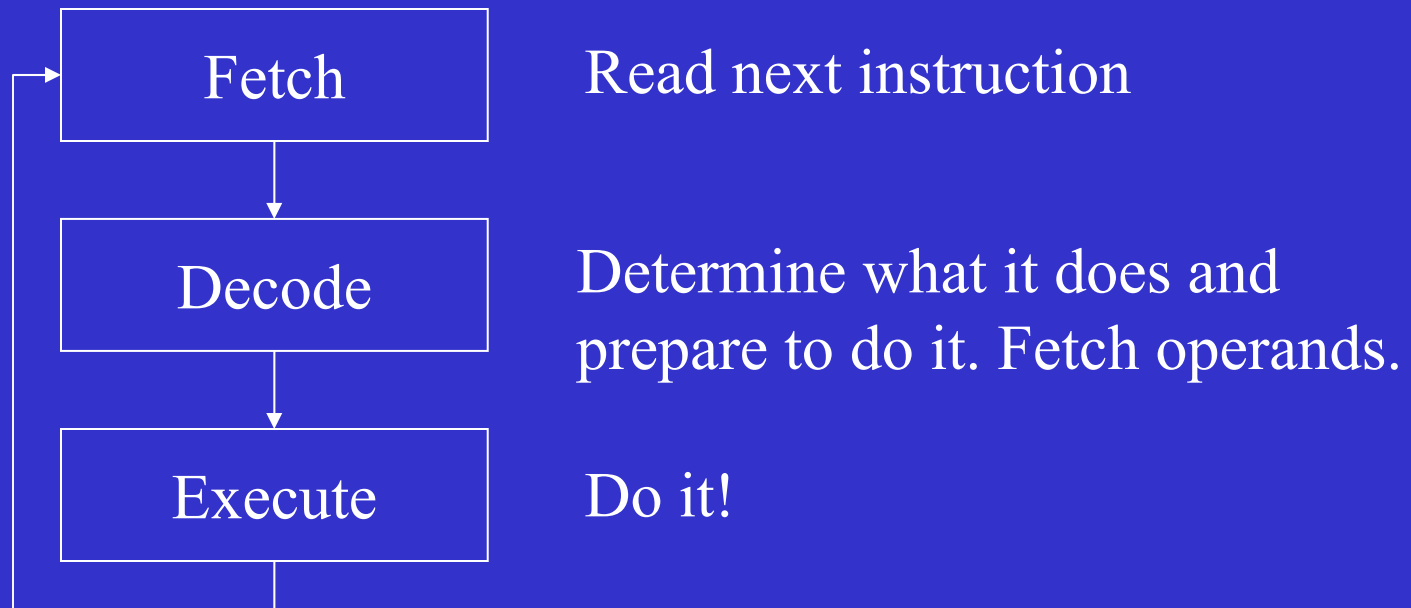 Fetch
Read next instruction
Decode
Determine what it does and
prepare to do it. Fetch operands.
Execute
Do it!